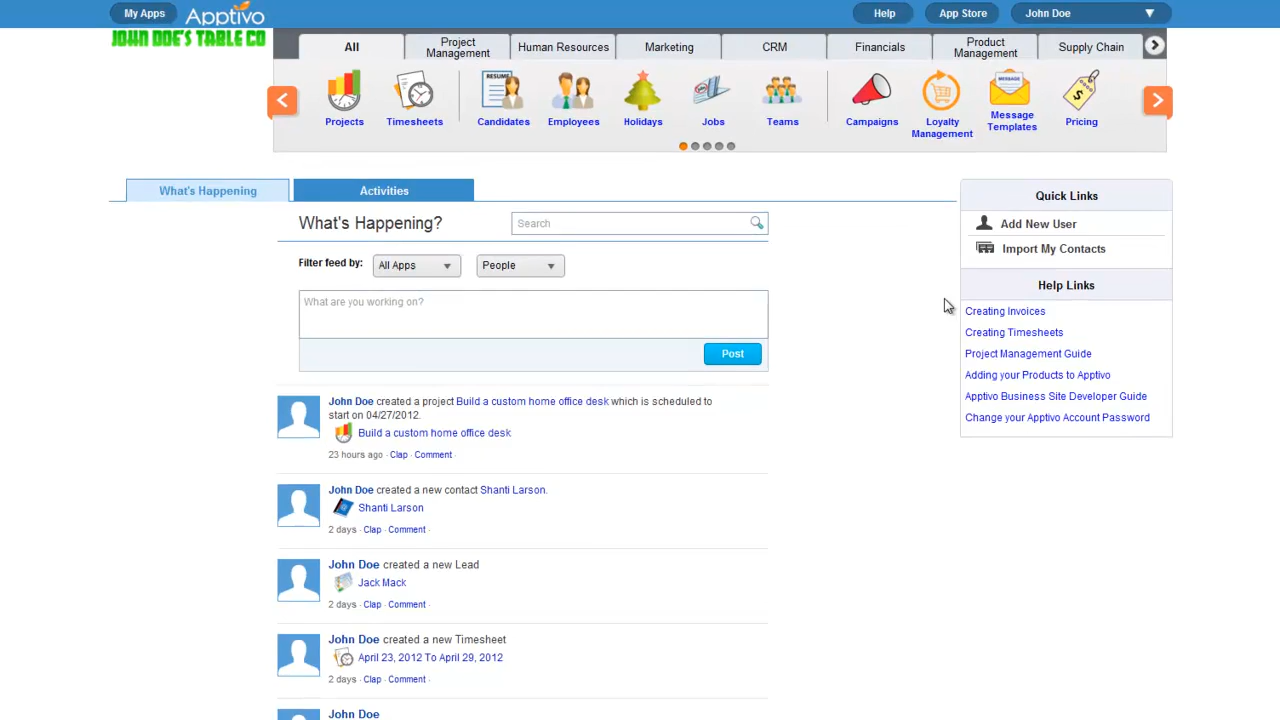 My Apps
Apptivo
Help
App Store
John Doe
JOHN DOE'S TABLE CO
All
Project Management
Human Resources
Marketing
CRM
Financials
Product Management
Supply Chain
Projects
Timesheets
Candidates
Employees
Holidays
Jobs
Teams
Campaigns
Loyalty Management
Message Templates
Pricing
RESUME
JOBS
MESSAGE
$
What's Happening
Activities
What's Happening?
Search
Filter feed by:
All Apps
People
What are you working on?
Post
John Doe created a project Build a custom home office desk which is scheduled to
start on 04/27/2012.
Build a custom home office desk
23 hours ago · Clap · Comment ·
John Doe created a new contact Shanti Larson.
Shanti Larson
2 days · Clap · Comment ·
John Doe created a new Lead
Jack Mack
2 days · Clap · Comment ·
John Doe created a new Timesheet
April 23, 2012 To April 29, 2012
2 days · Clap · Comment ·
John Doe
Quick Links
Add New User
Import My Contacts
Help Links
Creating Invoices
Creating Timesheets
Project Management Guide
Adding your Products to Apptivo
Apptivo Business Site Developer Guide
Change your Apptivo Account Password